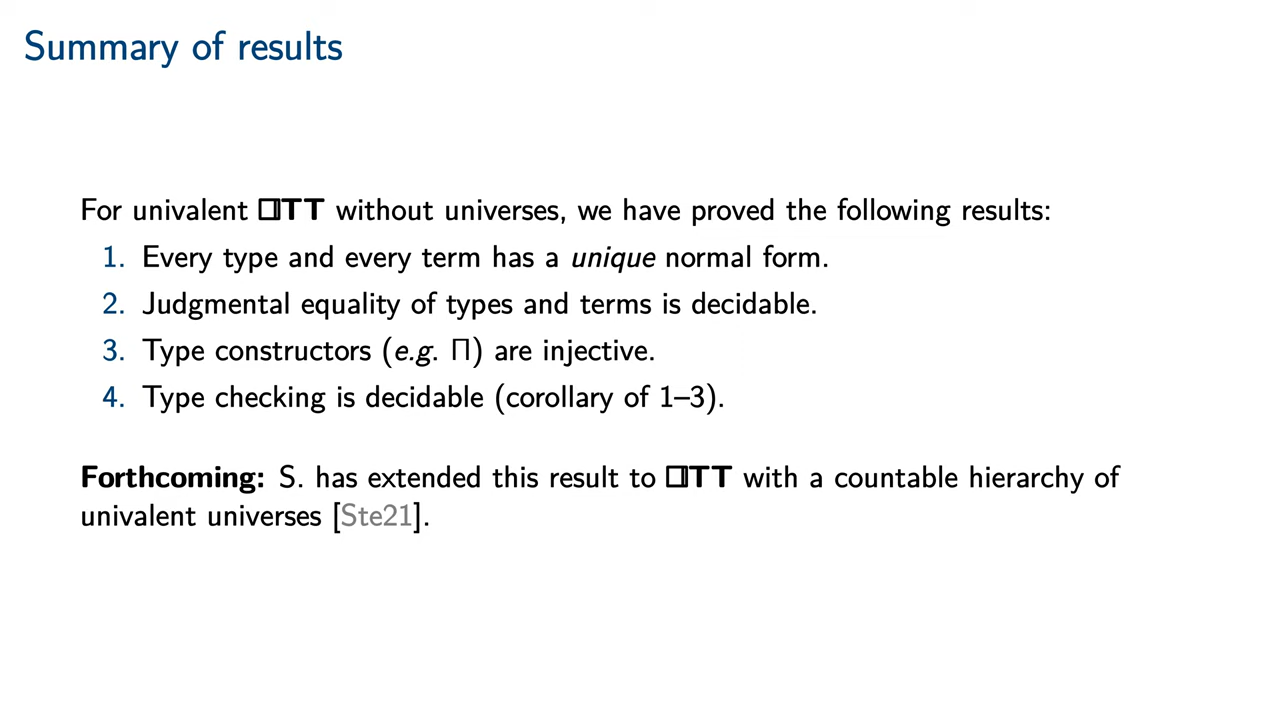 Summary of results
For univalent □TT without universes, we have proved the following results:
1. Every type and every term has a unique normal form.
2. Judgmental equality of types and terms is decidable.
3. Type constructors (e.g. Π) are injective.
4. Type checking is decidable (corollary of 1–3).
Forthcoming: S. has extended this result to □TT with a countable hierarchy of
univalent universes [Ste21].